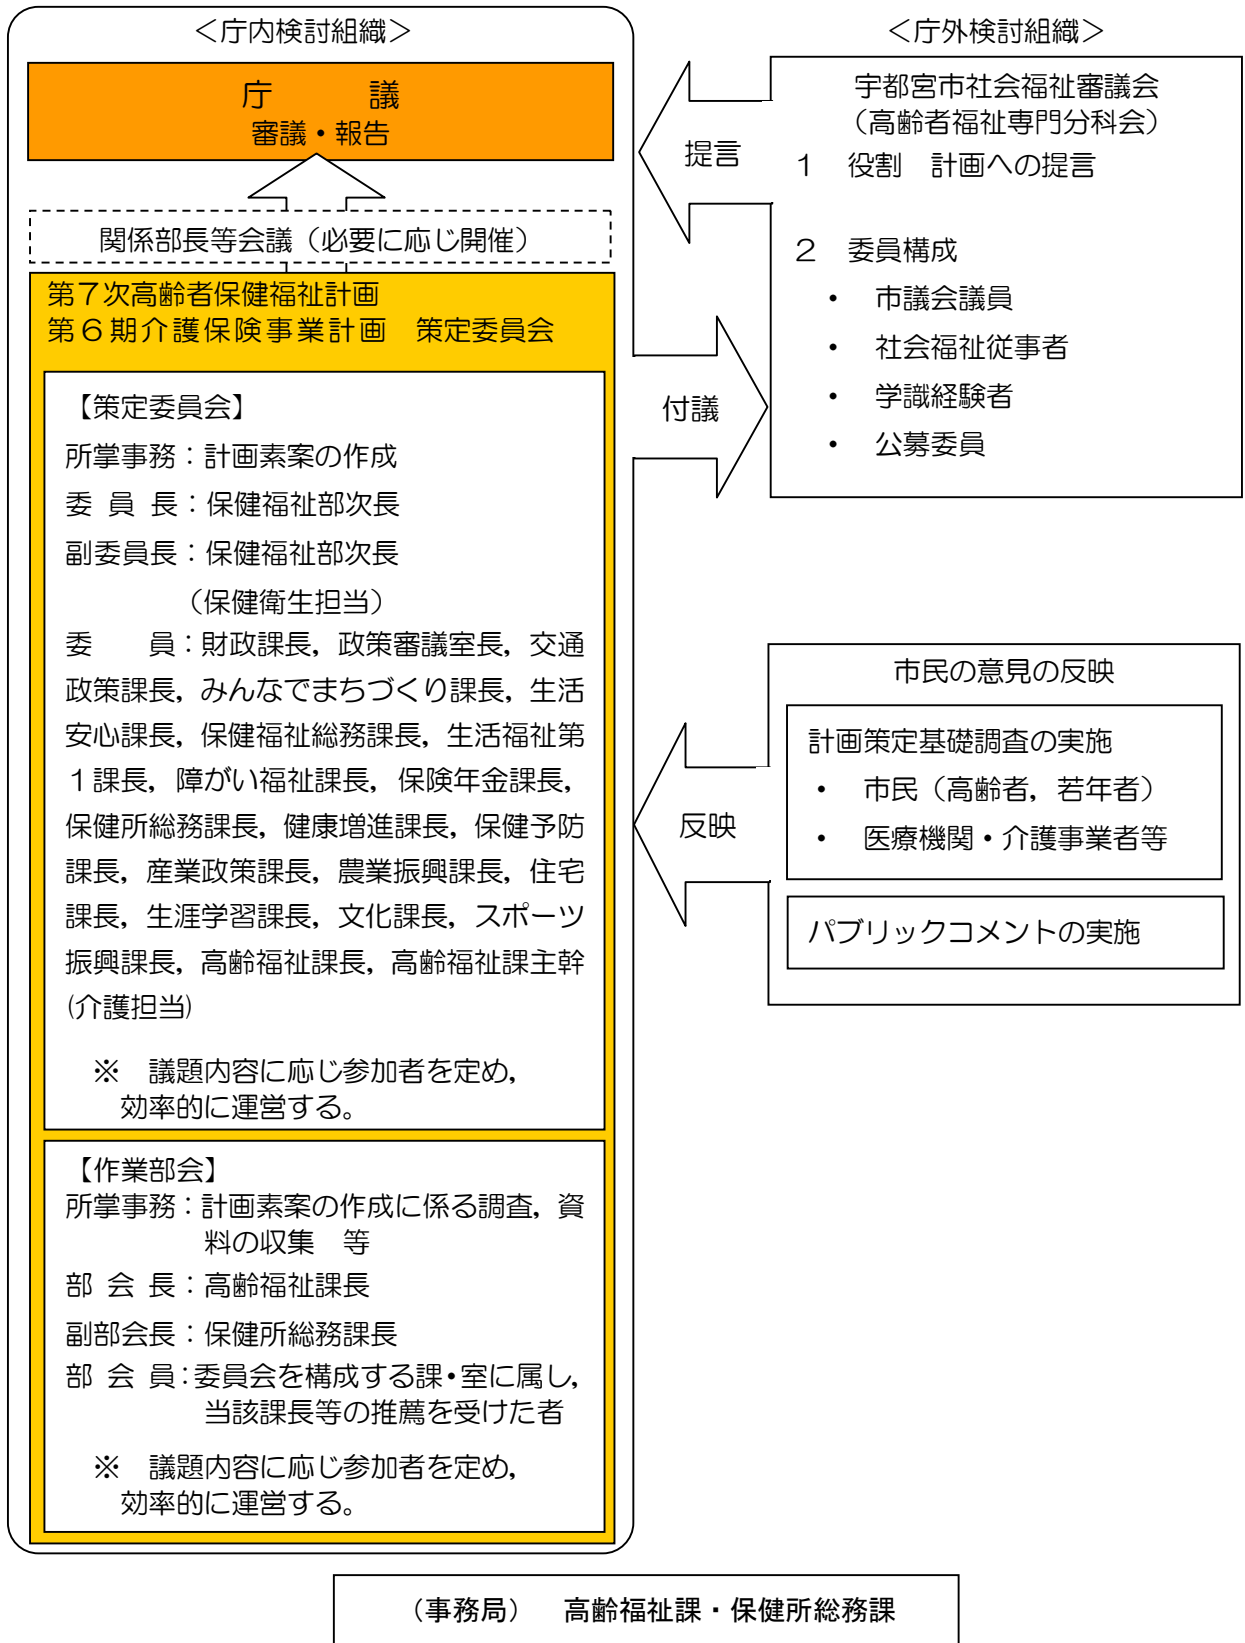 ＜庁内検討組織＞
庁　　議
審議・報告
関係部長等会議（必要に応じ開催）
第７次高齢者保健福祉計画
第６期介護保険事業計画　策定委員会
【策定委員会】
所掌事務：計画素案の作成
委 員 長：保健福祉部次長
副委員長：保健福祉部次長
（保健衛生担当）
委　　員：財政課長，政策審議室長，交通
政策課長，みんなでまちづくり課長，生活
安心課長，保健福祉総務課長，生活福祉第
１課長，障がい福祉課長，保険年金課長，
保健所総務課長，健康増進課長，保健予防
課長，産業政策課長，農業振興課長，住宅
課長，生涯学習課長，文化課長，スポーツ
振興課長，高齢福祉課長，高齢福祉課主幹
(介護担当)
※　議題内容に応じ参加者を定め，
効率的に運営する。
【作業部会】
所掌事務：計画素案の作成に係る調査，資
料の収集　等
部 会 長：高齢福祉課長
副部会長：保健所総務課長
部 会 員：委員会を構成する課・室に属し，
当該課長等の推薦を受けた者
※　議題内容に応じ参加者を定め，
効率的に運営する。
＜庁外検討組織＞
宇都宮市社会福祉審議会
（高齢者福祉専門分科会）
１　役割　計画への提言
２　委員構成
・　市議会議員
・　社会福祉従事者
・　学識経験者
・　公募委員
提言
付議
市民の意見の反映
計画策定基礎調査の実施
・　市民（高齢者，若年者）
・　医療機関・介護事業者等
パブリックコメントの実施
反映
（事務局）　高齢福祉課・保健所総務課